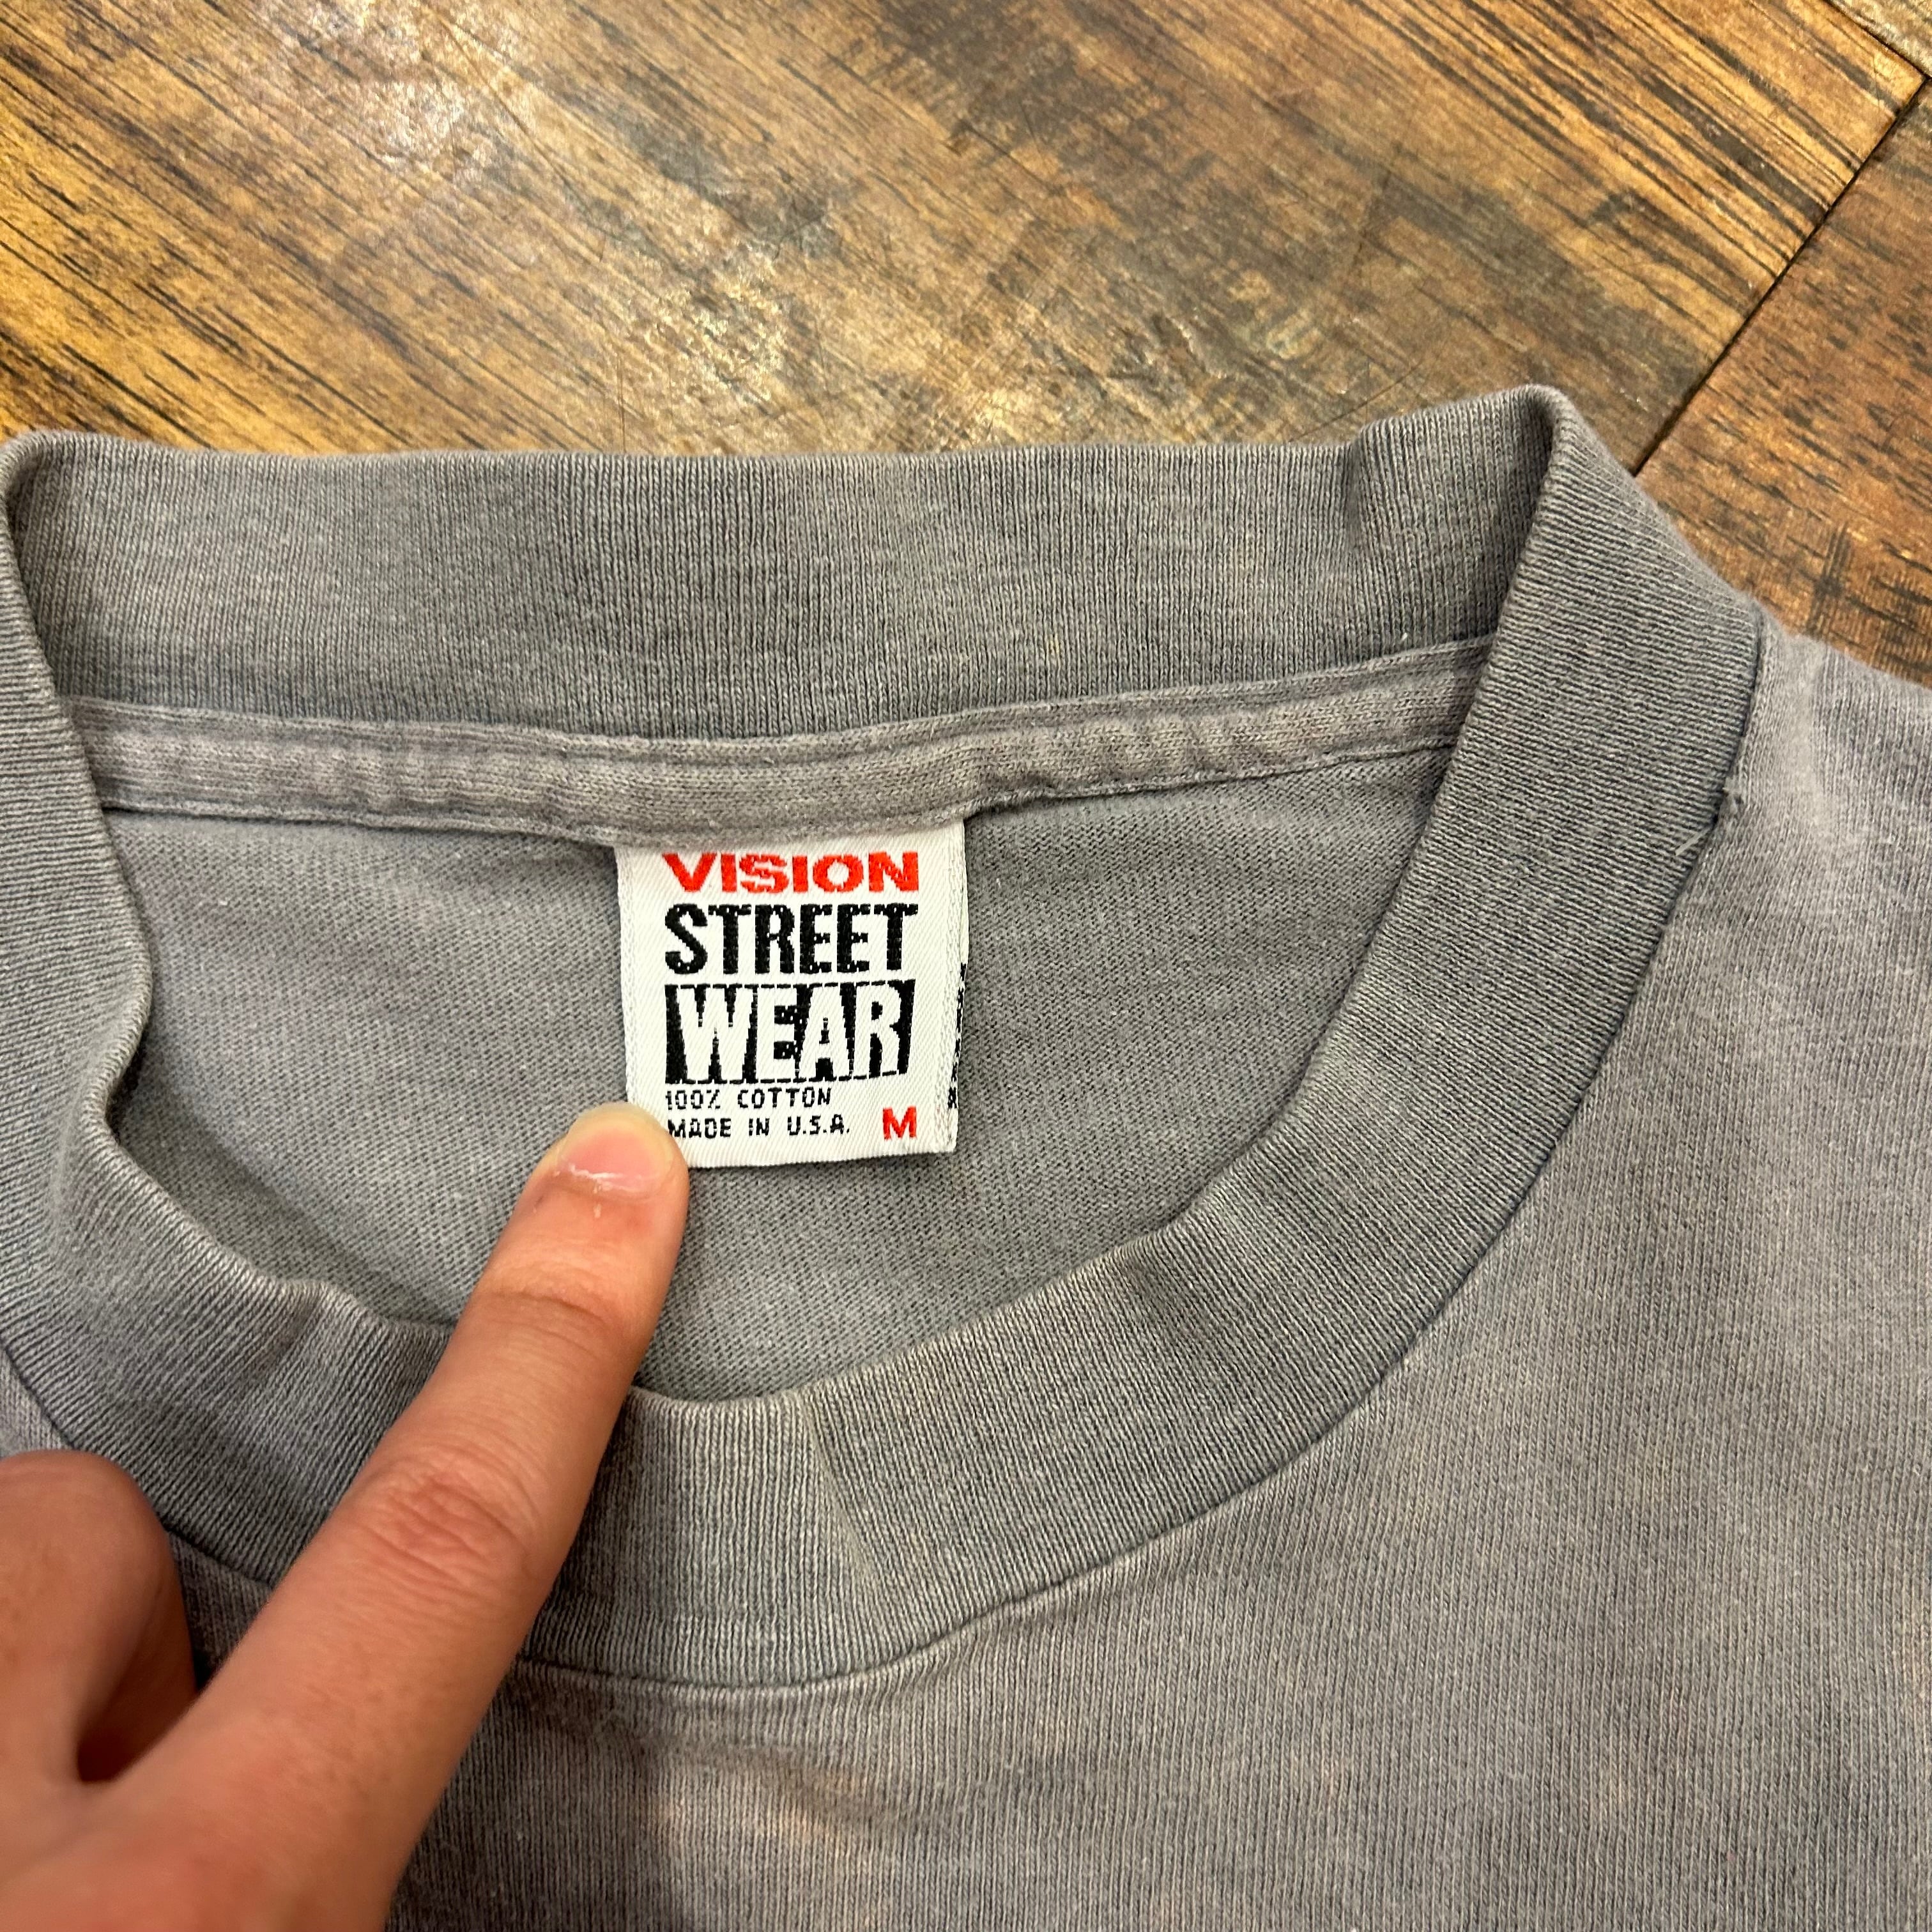 VISION
STREET
WEAR
100% COTTON
MADE IN U.S.A. M